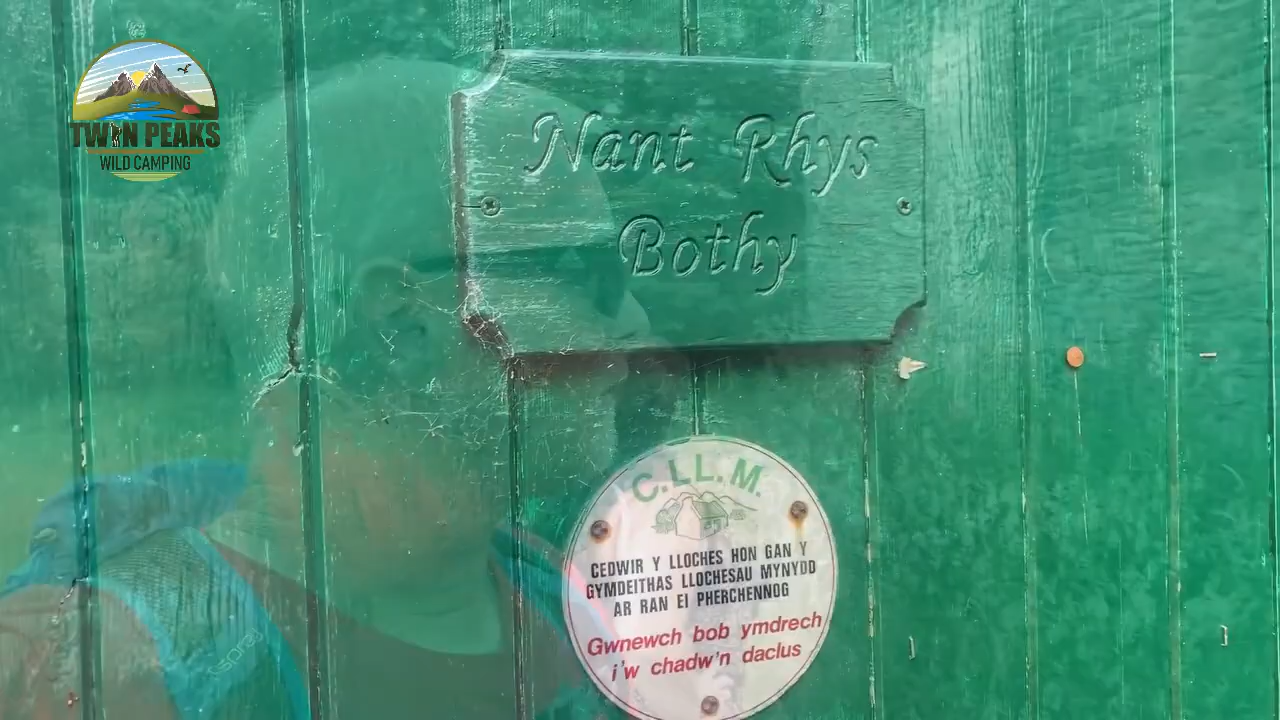 TWIN PEAKS
WILD CAMPING
Nant Rhys
Bothy
C.LL.M.
CEDWIR Y LLOCHES HON GAN Y
GYMDEITHAS LLOCHESAU MYNYDD
AR RAN EI PHERCHENNOG
Gwnewch bob ymdrech
i'w chadw'n daclus